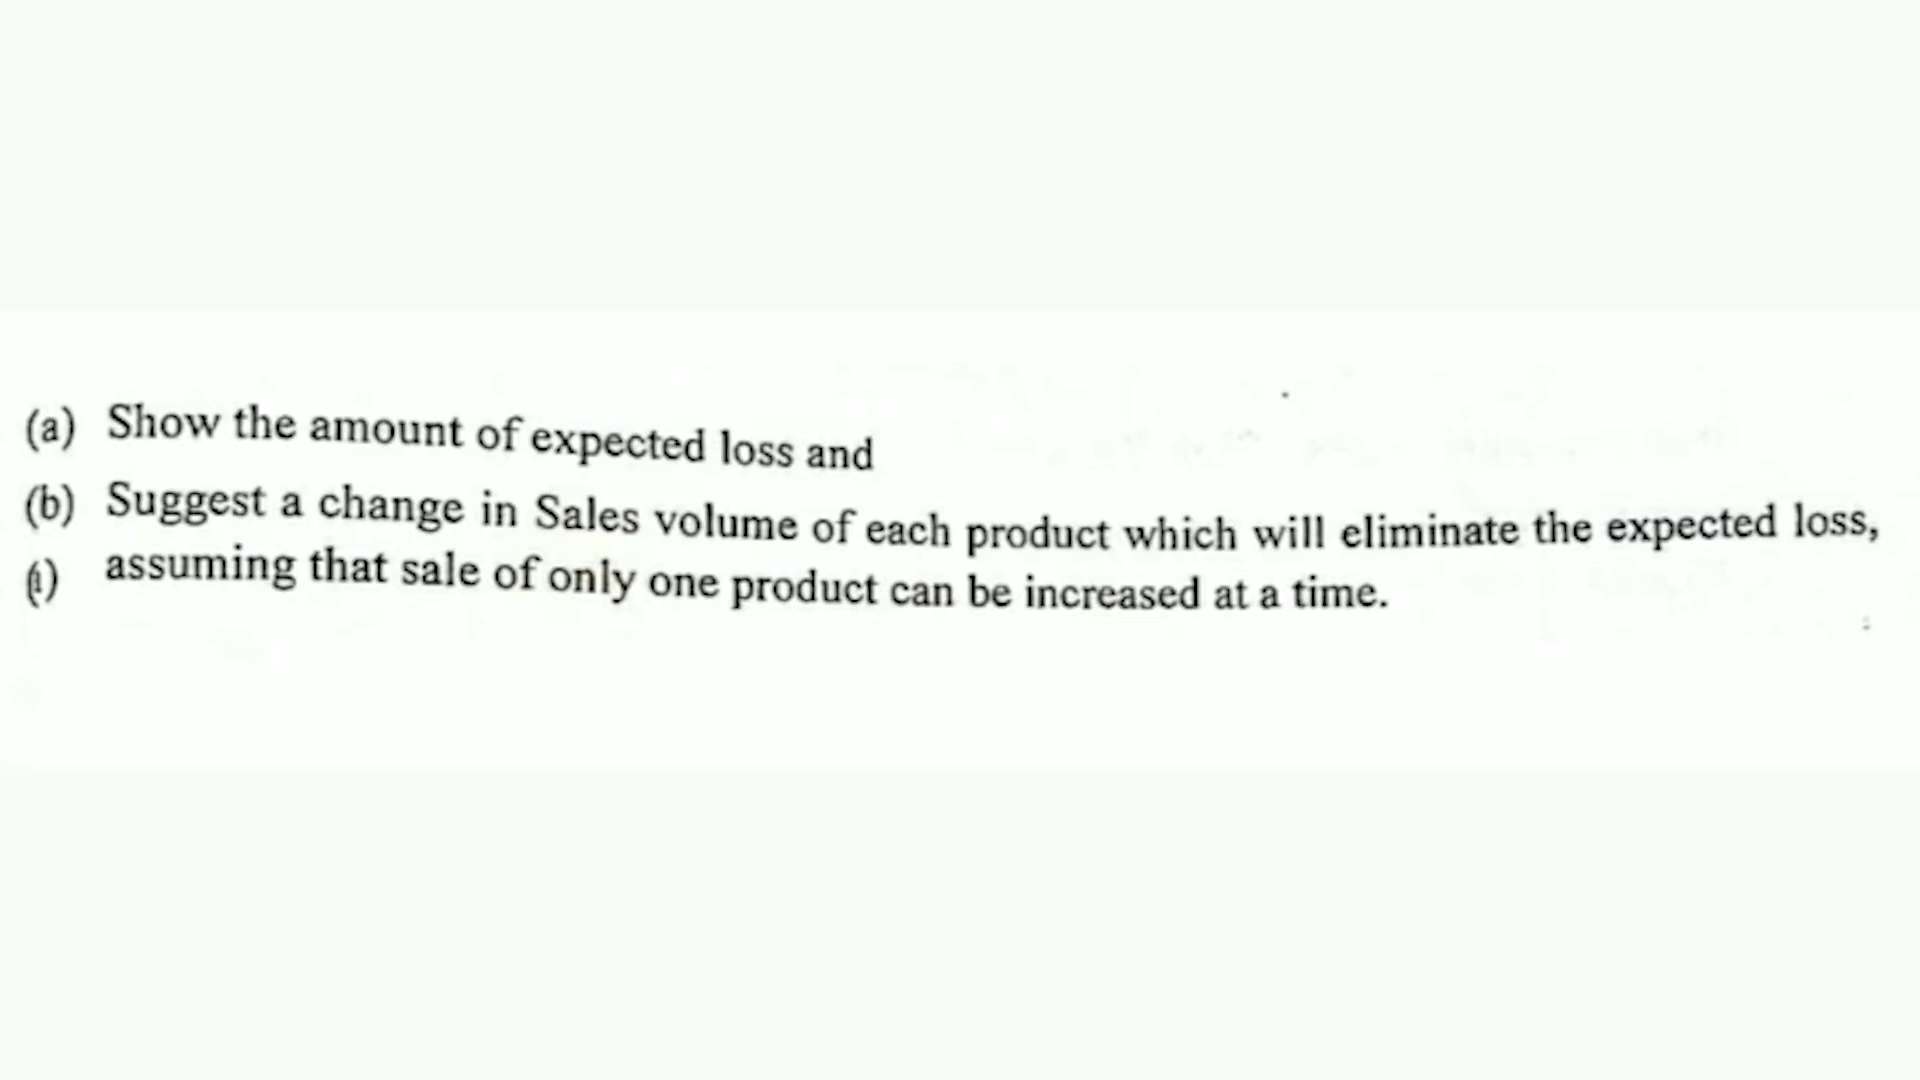 (a) Show the amount of expected loss and
(b) Suggest a change in Sales volume of each product which will eliminate the expected loss,
assuming that sale of only one product can be increased at a time.